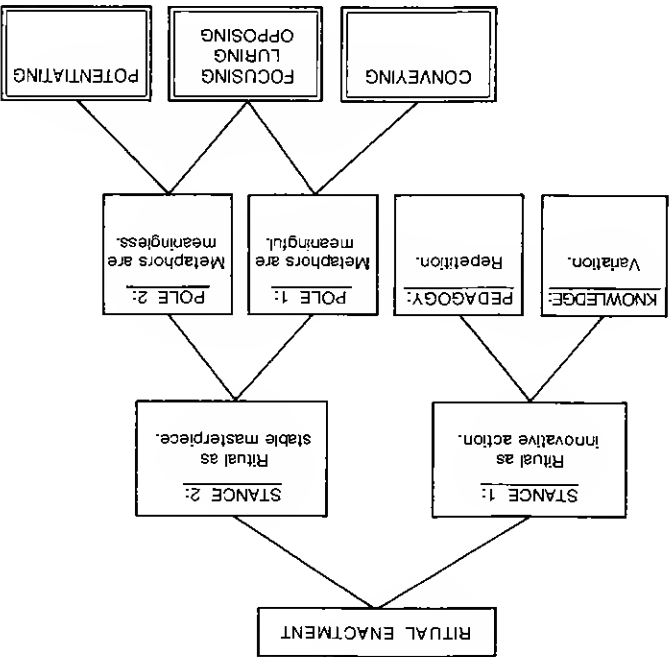 RITUAL ENACTMENT
STANCE 1:
Ritual as
innovative action.
STANCE 2:
Ritual as
stable masterpiece.
KNOWLEDGE:
Variation.
PEDAGOGY:
Repetition.
POLE 1:
Metaphors are
meaningful.
POLE 2:
Metaphors are
meaningless.
CONVEYING
FOCUSING
LURING
OPPOSING
POTENTIATING